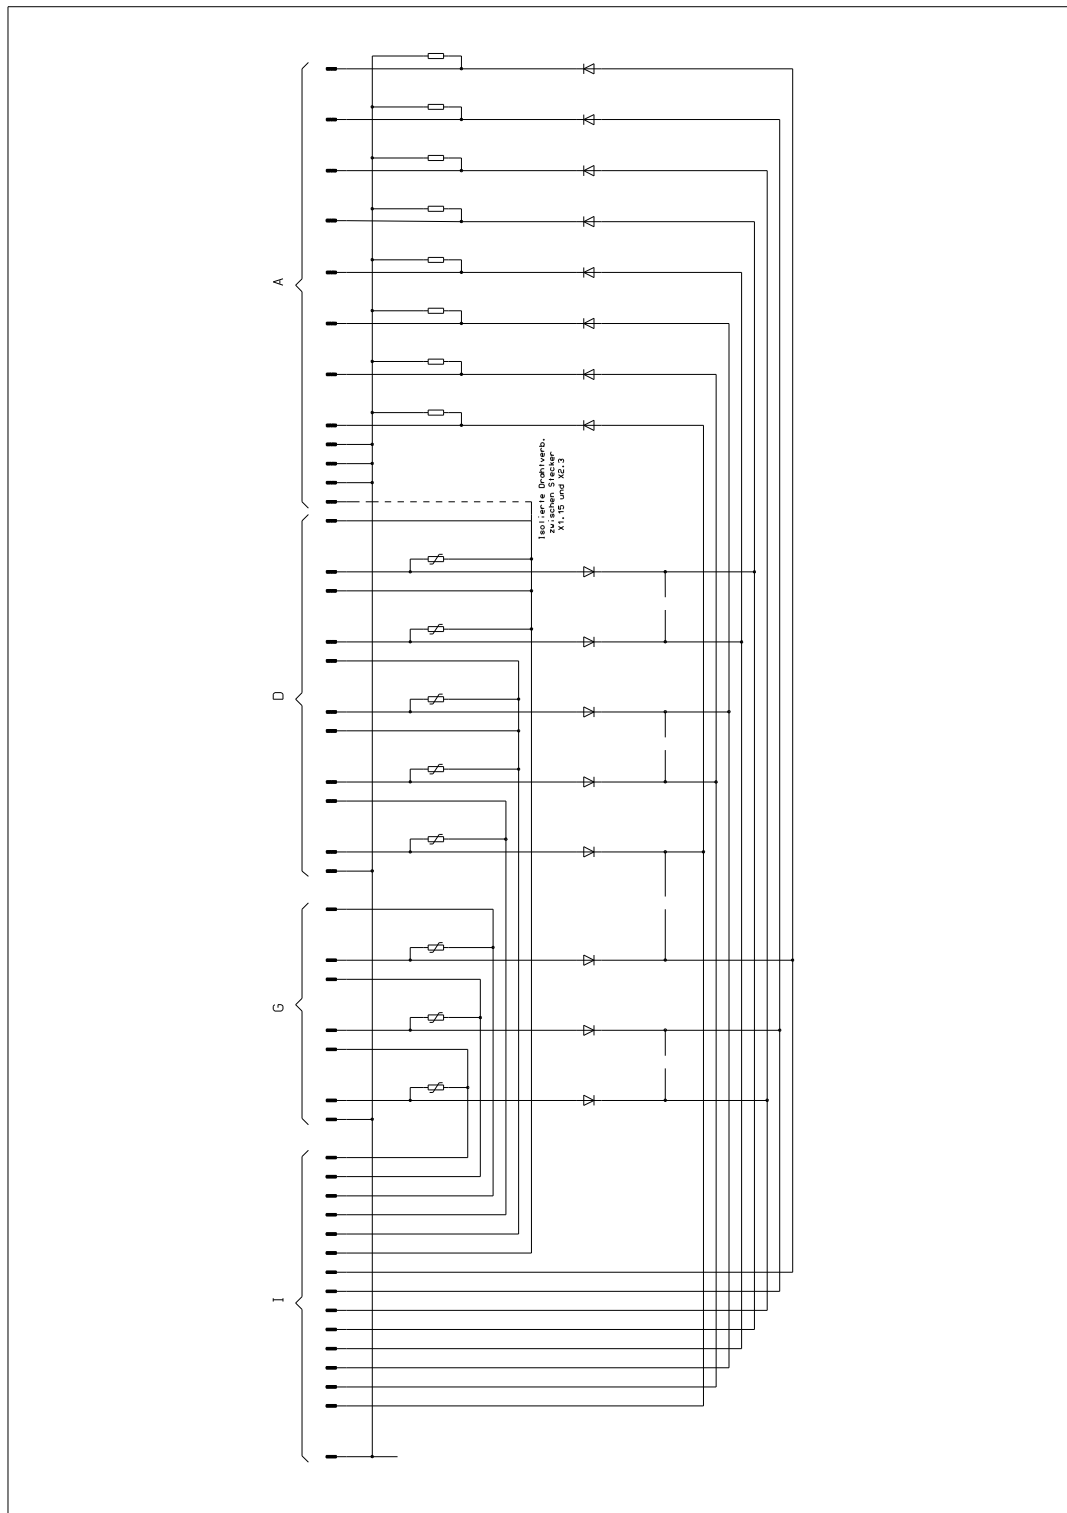 A
Isolierte Drahtverb.
zwischen Stecker
X1.15 und X2.3
D
G
I